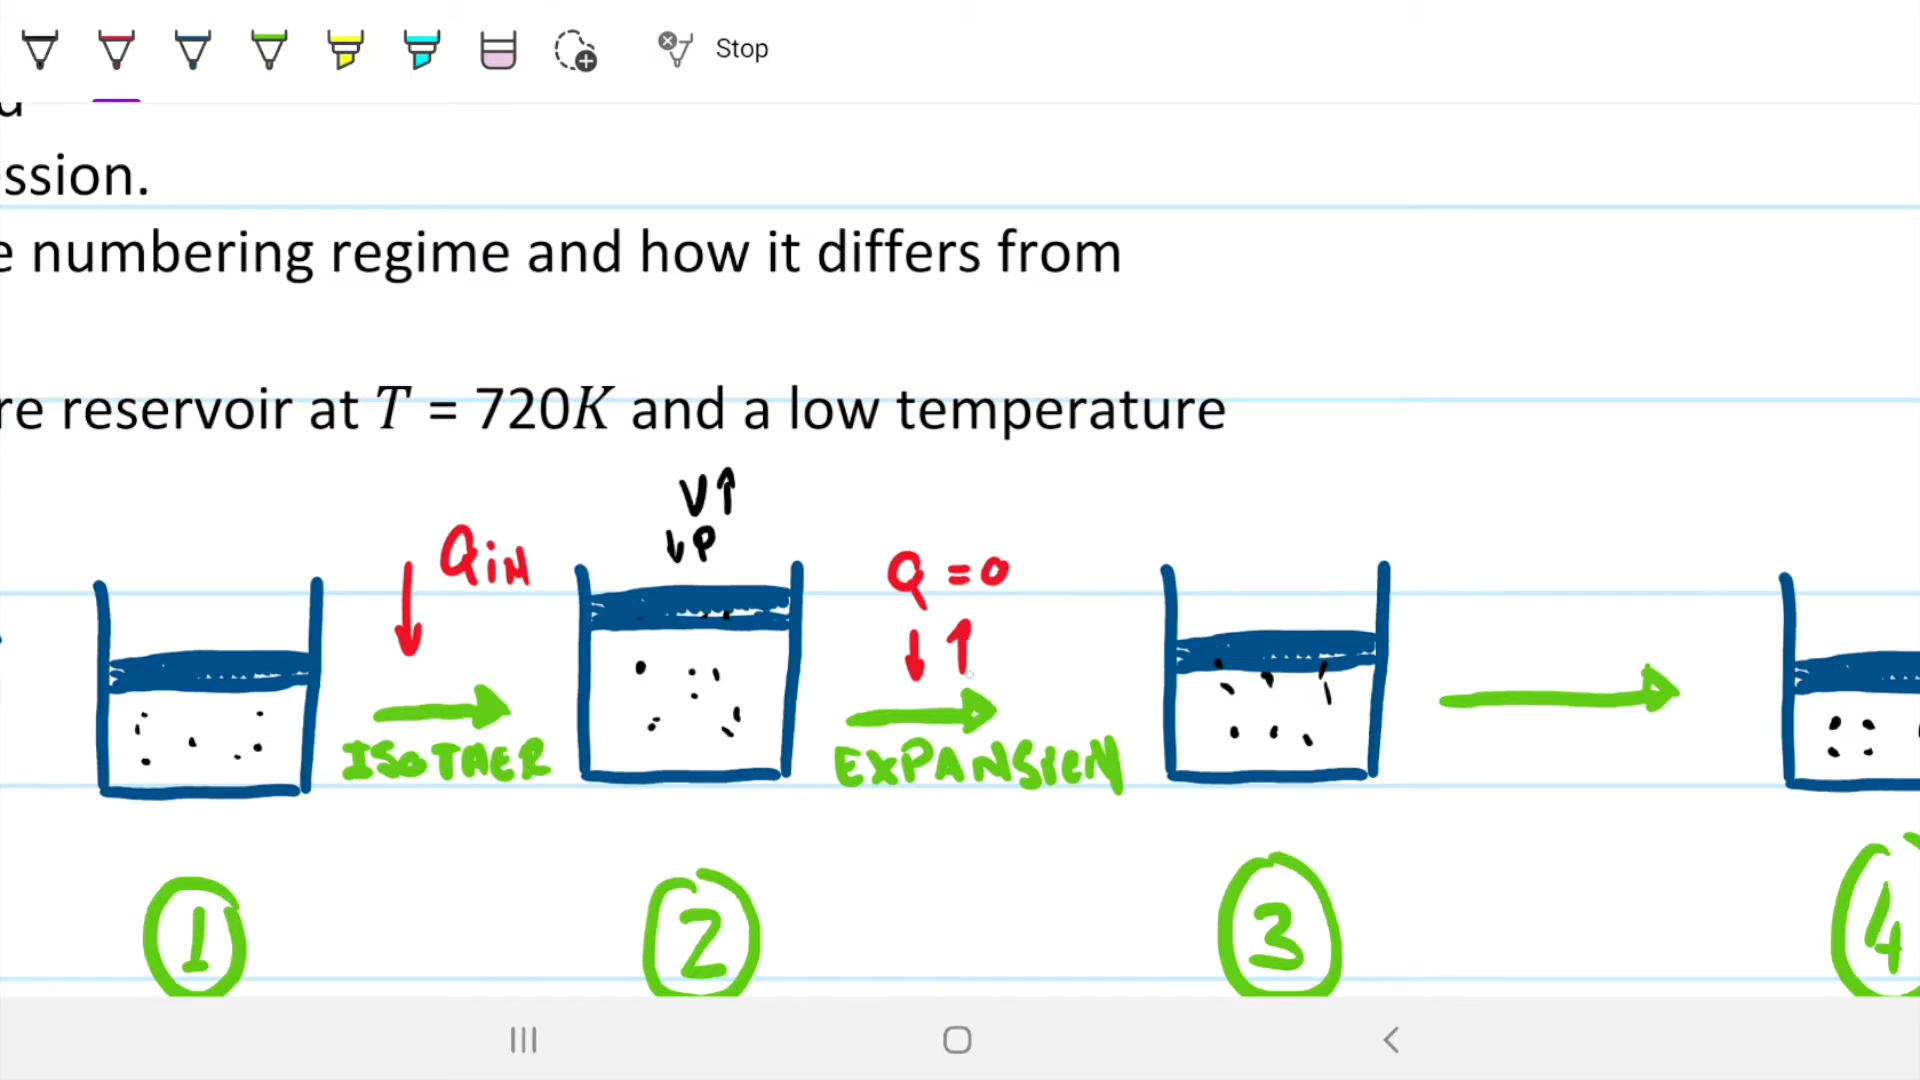 Stop
ssion.
e numbering regime and how it differs from
re reservoir at T = 720K and a low temperature
V↑
↓P
Qin
Q = 0
↓ ↑
ISOTHER
EXPANSION
1
2
3
4